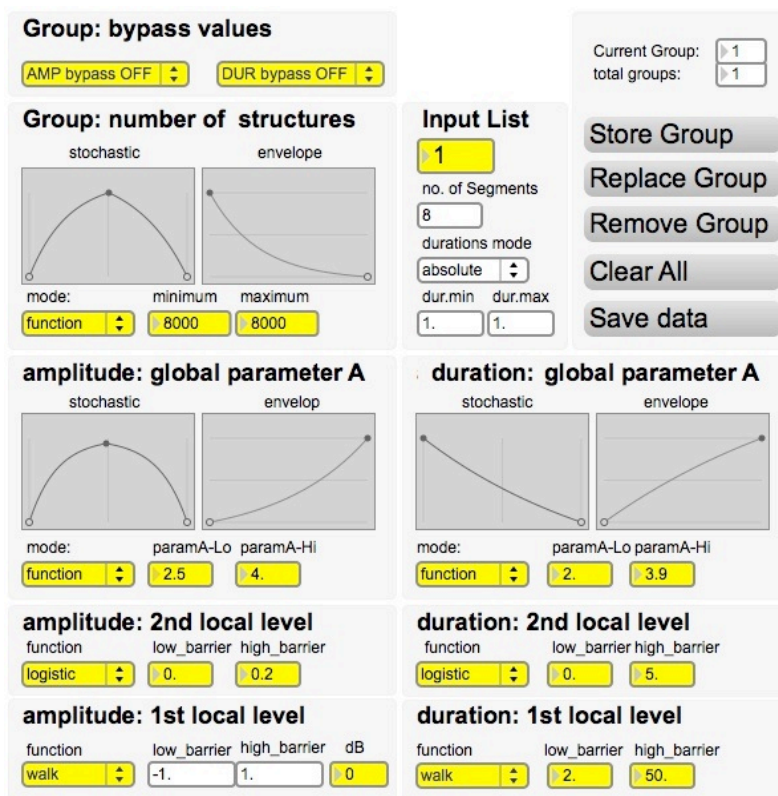 Group: bypass values
AMP bypass OFF DUR bypass OFF
Current Group: 1
total groups: 1
Group: number of structures
stochastic envelope
mode: minimum maximum
function 8000 8000
Input List
1
no. of Segments
8
durations mode
absolute
dur.min dur.max
1. 1.
Store Group
Replace Group
Remove Group
Clear All
Save data
amplitude: global parameter A
stochastic envelop
mode: paramA-Lo paramA-Hi
function 2.5 4.
duration: global parameter A
stochastic envelope
mode: paramA-Lo paramA-Hi
function 2. 3.9
amplitude: 2nd local level
function low_barrier high_barrier
logistic 0. 0.2
duration: 2nd local level
function low_barrier high_barrier
logistic 0. 5.
amplitude: 1st local level
function low_barrier high_barrier dB
walk -1. 1. 0
duration: 1st local level
function low_barrier high_barrier
walk 2. 50.